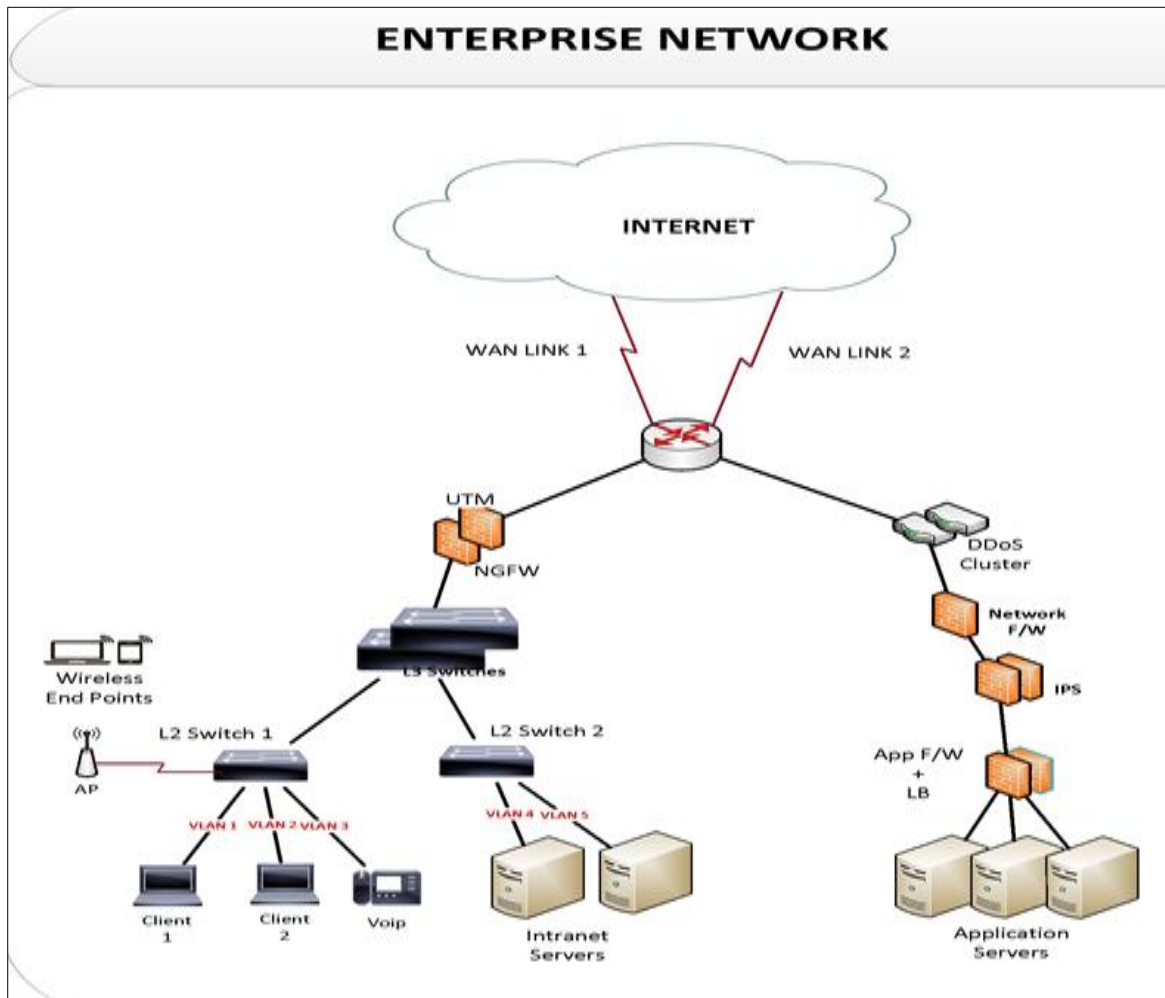 ENTERPRISE NETWORK
INTERNET
WAN LINK 1
WAN LINK 2
UTM
NGFW
DDoS
Cluster
Network
F/W
IPS
L3 Switches
Wireless
End Points
L2 Switch 1
L2 Switch 2
AP
App F/W
+
LB
VLAN 1
VLAN 2
VLAN 3
VLAN 4
VLAN 5
Client
1
Client
2
Voip
Intranet
Servers
Application
Servers